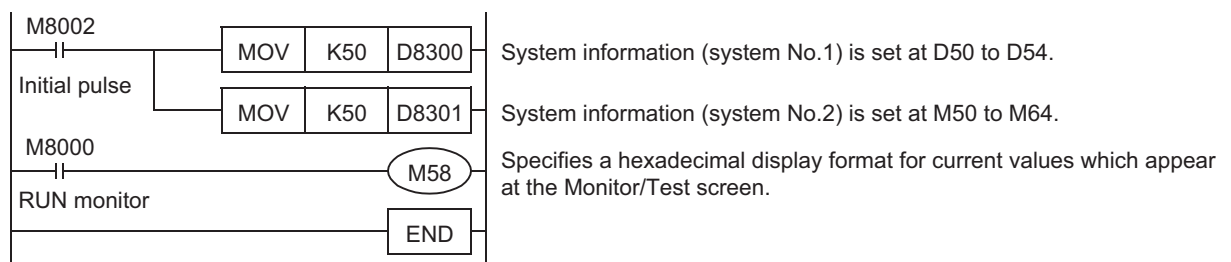 M8002
MOV K50 D8300 System information (system No.1) is set at D50 to D54.
Initial pulse
MOV K50 D8301 System information (system No.2) is set at M50 to M64.
M8000
M58 Specifies a hexadecimal display format for current values which appear
at the Monitor/Test screen.
RUN monitor
END